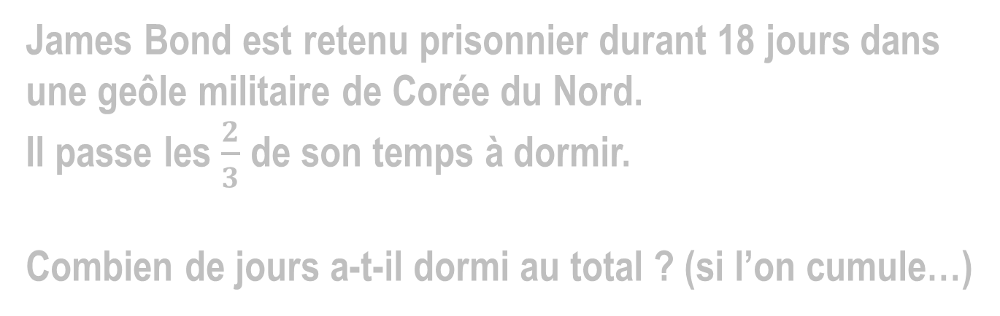 James Bond est retenu prisonnier durant 18 jours dans
une geôle militaire de Corée du Nord.
Il passe les 2/3 de son temps à dormir.
Combien de jours a-t-il dormi au total ? (si l’on cumule…)